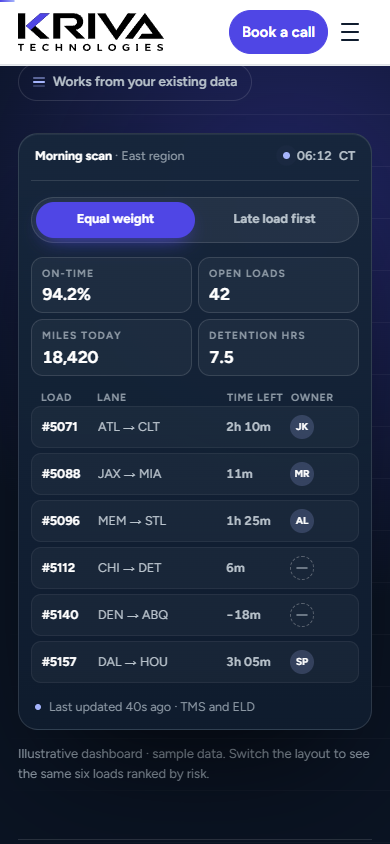 KRIVA
TECHNOLOGIES
Book a call
Works from your existing data
Morning scan · East region
06:12 CT
Equal weight
Late load first
ON-TIME
94.2%
OPEN LOADS
42
MILES TODAY
18,420
DETENTION HRS
7.5
LOAD LANE TIME LEFT OWNER
#5071 ATL → CLT 2h 10m JK
#5088 JAX → MIA 11m MR
#5096 MEM → STL 1h 25m AL
#5112 CHI → DET 6m —
#5140 DEN → ABQ −18m —
#5157 DAL → HOU 3h 05m SP
Last updated 40s ago · TMS and ELD
Illustrative dashboard · sample data. Switch the layout to see
the same six loads ranked by risk.